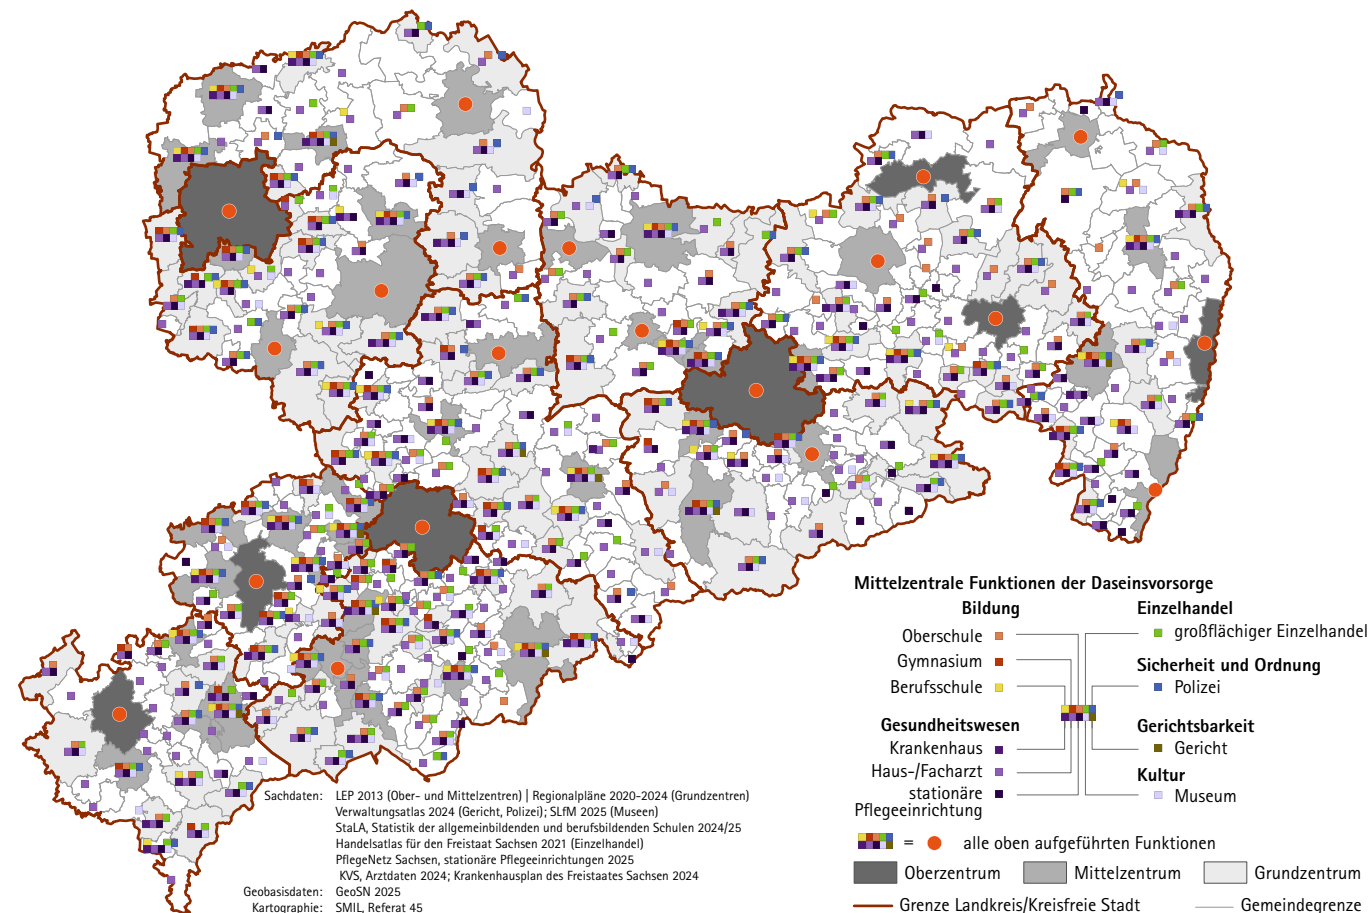 Mittelzentrale Funktionen der Daseinsvorsorge
Bildung
Oberschule
Gymnasium
Berufsschule
Gesundheitswesen
Krankenhaus
Haus-/Facharzt
stationäre
Pflegeeinrichtung
Einzelhandel
großflächiger Einzelhandel
Sicherheit und Ordnung
Polizei
Gerichtsbarkeit
Gericht
Kultur
Museum
= alle oben aufgeführten Funktionen
Oberzentrum Mittelzentrum Grundzentrum
Grenze Landkreis/Kreisfreie Stadt Gemeindegrenze
Sachdaten: LEP 2013 (Ober- und Mittelzentren) | Regionalpläne 2020-2024 (Grundzentren)
Verwaltungsatlas 2024 (Gericht, Polizei); SLfM 2025 (Museen)
StaLA, Statistik der allgemeinbildenden und berufsbildenden Schulen 2024/25
Handelsatlas für den Freistaat Sachsen 2021 (Einzelhandel)
PflegeNetz Sachsen, stationäre Pflegeeinrichtungen 2025
KVS, Arztdaten 2024; Krankenhausplan des Freistaates Sachsen 2024
Geobasisdaten: GeoSN 2025
Kartographie: SMIL, Referat 45